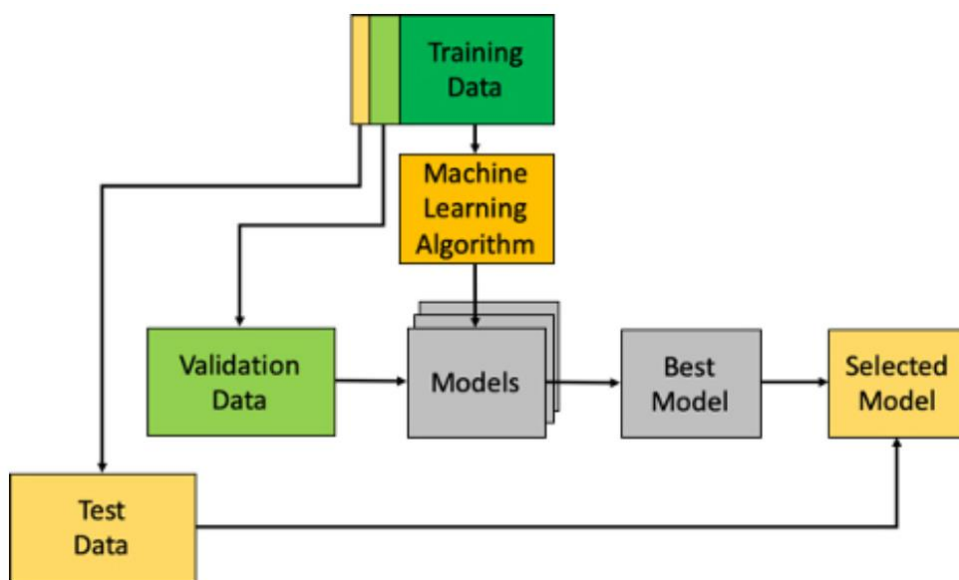 Training
Data
Machine
Learning
Algorithm
Validation
Data
Models
Best
Model
Selected
Model
Test
Data